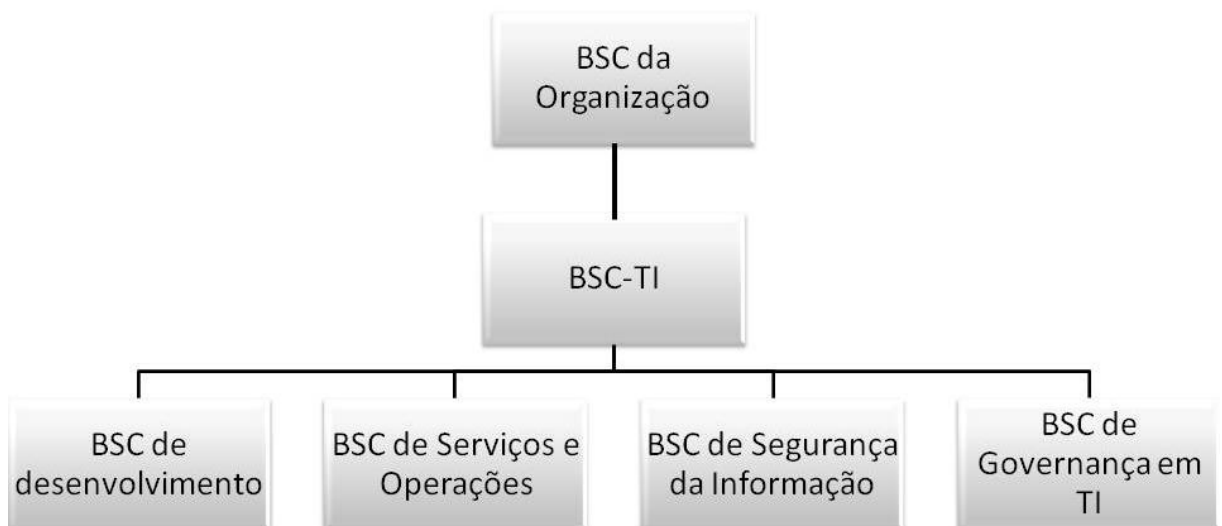 BSC da
Organização
BSC-TI
BSC de
desenvolvimento
BSC de Serviços e
Operações
BSC de Segurança
da Informação
BSC de
Governança em
TI